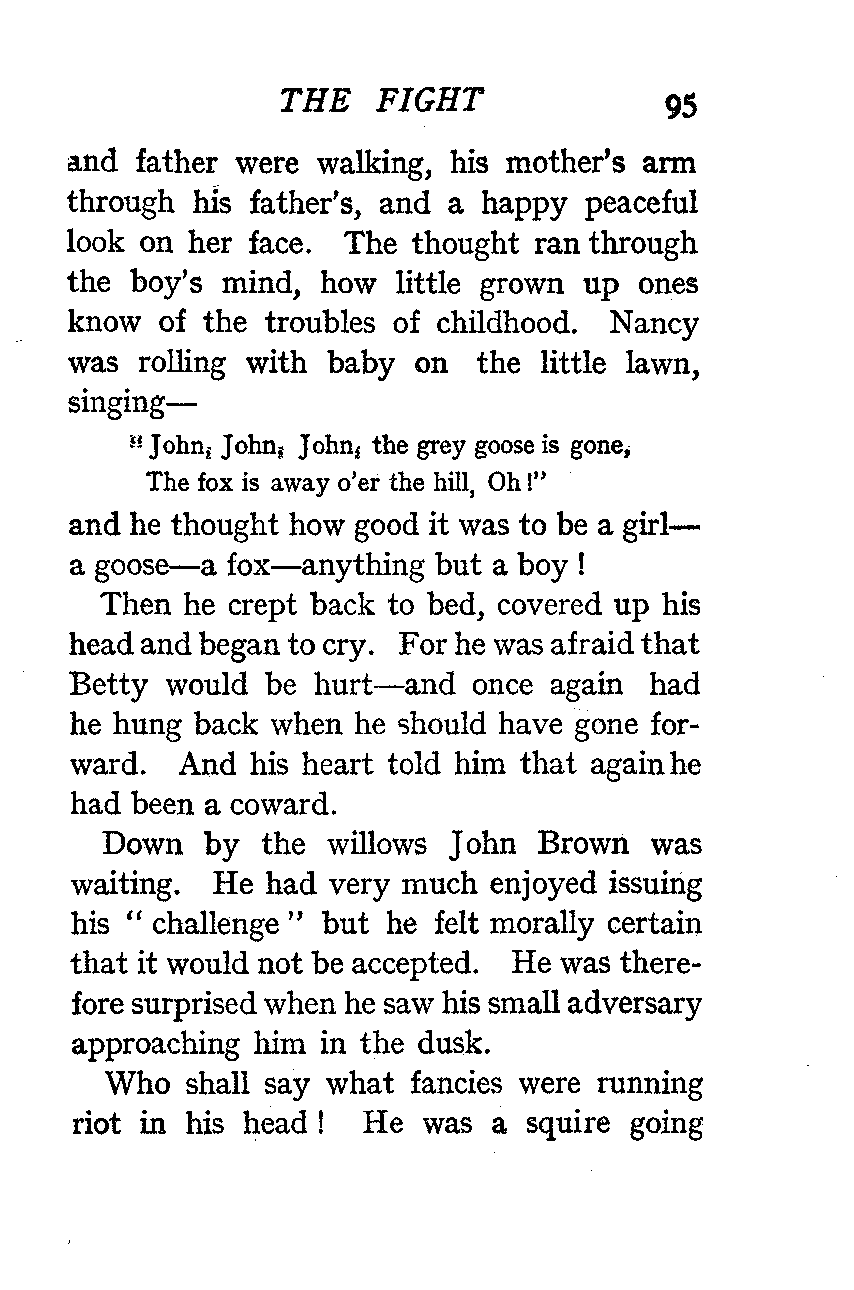 THE FIGHT 95
and father were walking, his mother's arm
through his father's, and a happy peaceful
look on her face. The thought ran through
the boy's mind, how little grown up ones
know of the troubles of childhood. Nancy
was rolling with baby on the little lawn,
singing—
"John, John, John, the grey goose is gone,
The fox is away o'er the hill, Oh!"
and he thought how good it was to be a girl—
a goose—a fox—anything but a boy!
Then he crept back to bed, covered up his
head and began to cry. For he was afraid that
Betty would be hurt—and once again had
he hung back when he should have gone for-
ward. And his heart told him that again he
had been a coward.
Down by the willows John Brown was
waiting. He had very much enjoyed issuing
his "challenge" but he felt morally certain
that it would not be accepted. He was there-
fore surprised when he saw his small adversary
approaching him in the dusk.
Who shall say what fancies were running
riot in his head! He was a squire going